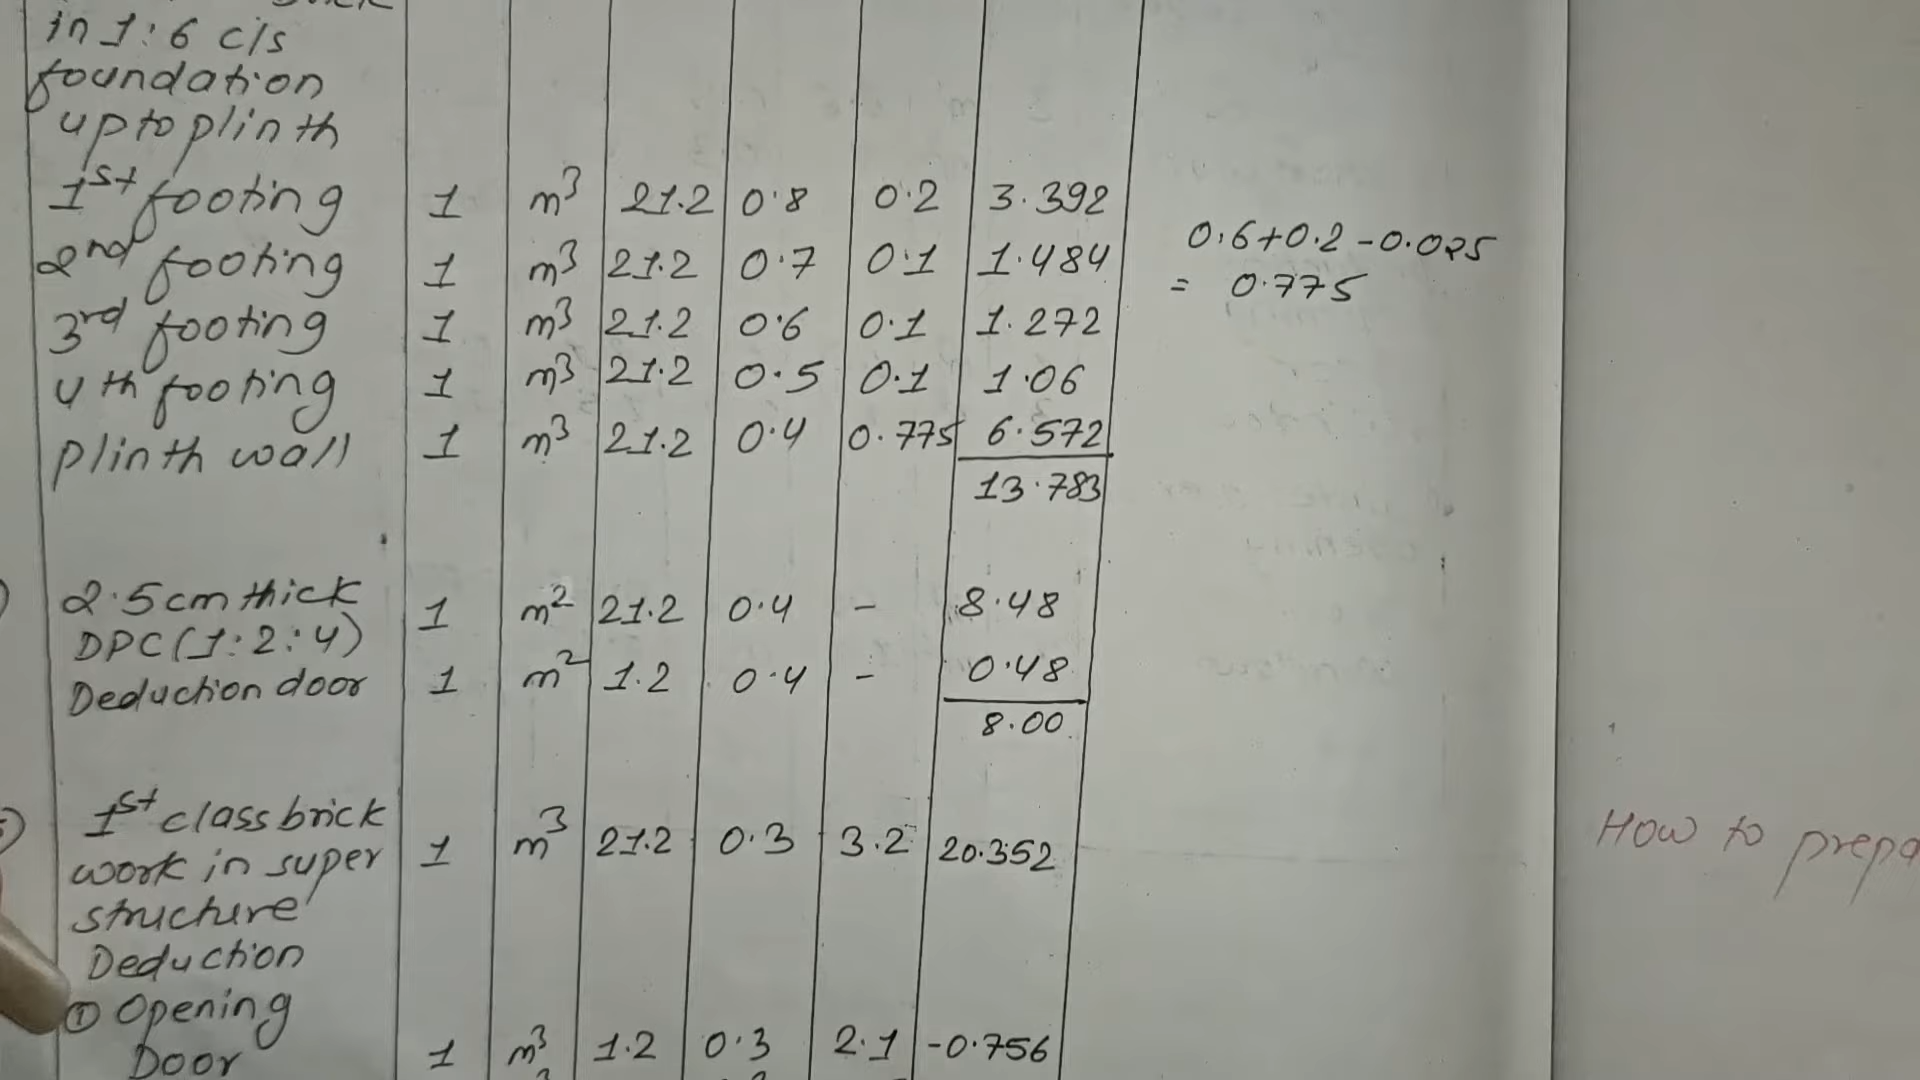 in 1:6 c/s
foundation
upto plinth
1st footing 1 m3 21.2 0.8 0.2 3.392
2nd footing 1 m3 21.2 0.7 0.1 1.484
3rd footing 1 m3 21.2 0.6 0.1 1.272
4th footing 1 m3 21.2 0.5 0.1 1.06
plinth wall 1 m3 21.2 0.4 0.775 6.572
13.783
0.6+0.2-0.025
= 0.775
2.5cm thick 1 m2 21.2 0.4 - 8.48
DPC (1:2:4)
Deduction door 1 m2 1.2 0.4 - 0.48
8.00
1st class brick
work in super 1 m3 21.2 0.3 3.2 20.352
structure
Deduction
① Opening
Door 1 m3 1.2 0.3 2.1 -0.756
How to prepa